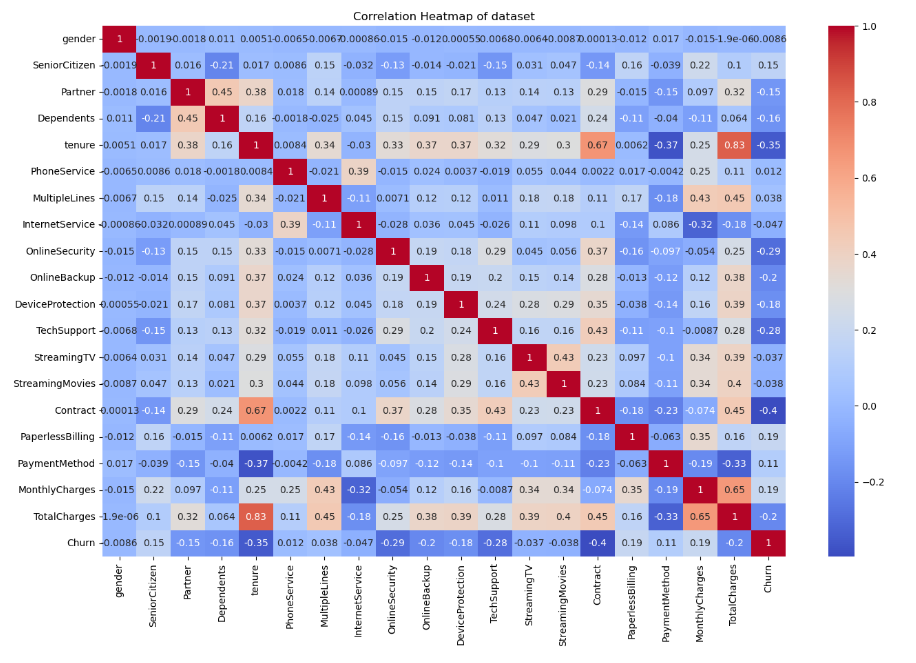 Correlation Heatmap of dataset
gender 1 -0.0019 -0.0018 0.011 0.0051 -0.0065 -0.0067 -0.00086 -0.015 -0.012 -0.00055 -0.0068 -0.0064 -0.0087 0.00013 -0.012 0.017 -0.015 -1.9e-06 -0.0086
SeniorCitizen -0.0019 1 0.016 -0.21 0.017 0.0086 0.15 -0.032 -0.13 -0.014 -0.021 -0.15 0.031 0.047 -0.14 0.16 -0.039 0.22 0.1 0.15
Partner -0.0018 0.016 1 0.45 0.38 0.018 0.14 0.00089 0.15 0.15 0.17 0.13 0.14 0.13 0.29 -0.015 -0.15 0.097 0.32 -0.15
Dependents 0.011 -0.21 0.45 1 0.16 -0.0018 -0.025 0.045 0.15 0.091 0.081 0.13 0.047 0.021 0.24 -0.11 -0.04 -0.11 0.064 -0.16
tenure 0.0051 0.017 0.38 0.16 1 0.0084 0.34 -0.03 0.33 0.37 0.37 0.32 0.29 0.3 0.67 0.0062 -0.37 0.25 0.83 -0.35
PhoneService -0.0065 0.0086 0.018 -0.0018 0.0084 1 -0.021 0.39 -0.015 0.024 0.0037 -0.019 0.055 0.044 0.0022 0.017 -0.0042 0.25 0.11 0.012
MultipleLines -0.0067 0.15 0.14 -0.025 0.34 -0.021 1 -0.11 0.0071 0.12 0.12 0.011 0.18 0.18 0.11 0.17 -0.18 0.43 0.45 0.038
InternetService -0.00086 -0.032 0.00089 0.045 -0.03 0.39 -0.11 1 -0.028 0.036 0.045 -0.026 0.11 0.098 0.1 -0.14 0.086 -0.32 -0.18 -0.047
OnlineSecurity -0.015 -0.13 0.15 0.15 0.33 -0.015 0.0071 -0.028 1 0.19 0.18 0.29 0.045 0.056 0.37 -0.16 -0.097 -0.054 0.25 -0.29
OnlineBackup -0.012 -0.014 0.15 0.091 0.37 0.024 0.12 0.036 0.19 1 0.19 0.2 0.15 0.14 0.28 -0.013 -0.12 0.12 0.38 -0.2
DeviceProtection -0.00055 -0.021 0.17 0.081 0.37 0.0037 0.12 0.045 0.18 0.19 1 0.24 0.28 0.29 0.35 -0.038 -0.14 0.16 0.39 -0.18
TechSupport -0.0068 -0.15 0.13 0.13 0.32 -0.019 0.011 -0.026 0.29 0.2 0.24 1 0.16 0.16 0.43 -0.11 -0.1 -0.0087 0.28 -0.28
StreamingTV -0.0064 0.031 0.14 0.047 0.29 0.055 0.18 0.11 0.045 0.15 0.28 0.16 1 0.43 0.23 0.097 -0.1 0.34 0.39 -0.037
StreamingMovies -0.0087 0.047 0.13 0.021 0.3 0.044 0.18 0.098 0.056 0.14 0.29 0.16 0.43 1 0.23 0.084 -0.11 0.34 0.4 -0.038
Contract 0.00013 -0.14 0.29 0.24 0.67 0.0022 0.11 0.1 0.37 0.28 0.35 0.43 0.23 0.23 1 -0.18 -0.23 -0.074 0.45 -0.4
PaperlessBilling -0.012 0.16 -0.015 -0.11 0.0062 0.017 0.17 -0.14 -0.16 -0.013 -0.038 -0.11 0.097 0.084 -0.18 1 -0.063 0.35 0.16 0.19
PaymentMethod 0.017 -0.039 -0.15 -0.04 -0.37 -0.0042 -0.18 0.086 -0.097 -0.12 -0.14 -0.1 -0.1 -0.11 -0.23 -0.063 1 -0.19 -0.33 0.11
MonthlyCharges -0.015 0.22 0.097 -0.11 0.25 0.25 0.43 -0.32 -0.054 0.12 0.16 -0.0087 0.34 0.34 -0.074 0.35 -0.19 1 0.65 0.19
TotalCharges -1.9e-06 0.1 0.32 0.064 0.83 0.11 0.45 -0.18 0.25 0.38 0.39 0.28 0.39 0.4 0.45 0.16 -0.33 0.65 1 -0.2
Churn -0.0086 0.15 -0.15 -0.16 -0.35 0.012 0.038 -0.047 -0.29 -0.2 -0.18 -0.28 -0.037 -0.038 -0.4 0.19 0.11 0.19 -0.2 1
gender SeniorCitizen Partner Dependents tenure PhoneService MultipleLines InternetService OnlineSecurity OnlineBackup DeviceProtection TechSupport StreamingTV StreamingMovies Contract PaperlessBilling PaymentMethod MonthlyCharges TotalCharges Churn
1.0
0.8
0.6
0.4
0.2
0.0
−0.2